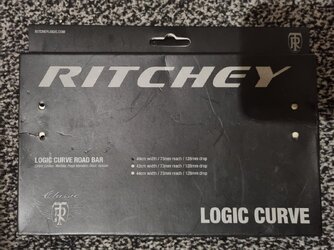 RITCHEYLOGIC.COM
RITCHEY
LOGIC CURVE ROAD BAR
40cm width / 73mm reach / 128mm drop
42cm width / 73mm reach / 128mm drop
44cm width / 73mm reach / 128mm drop
Classic
LOGIC CURVE